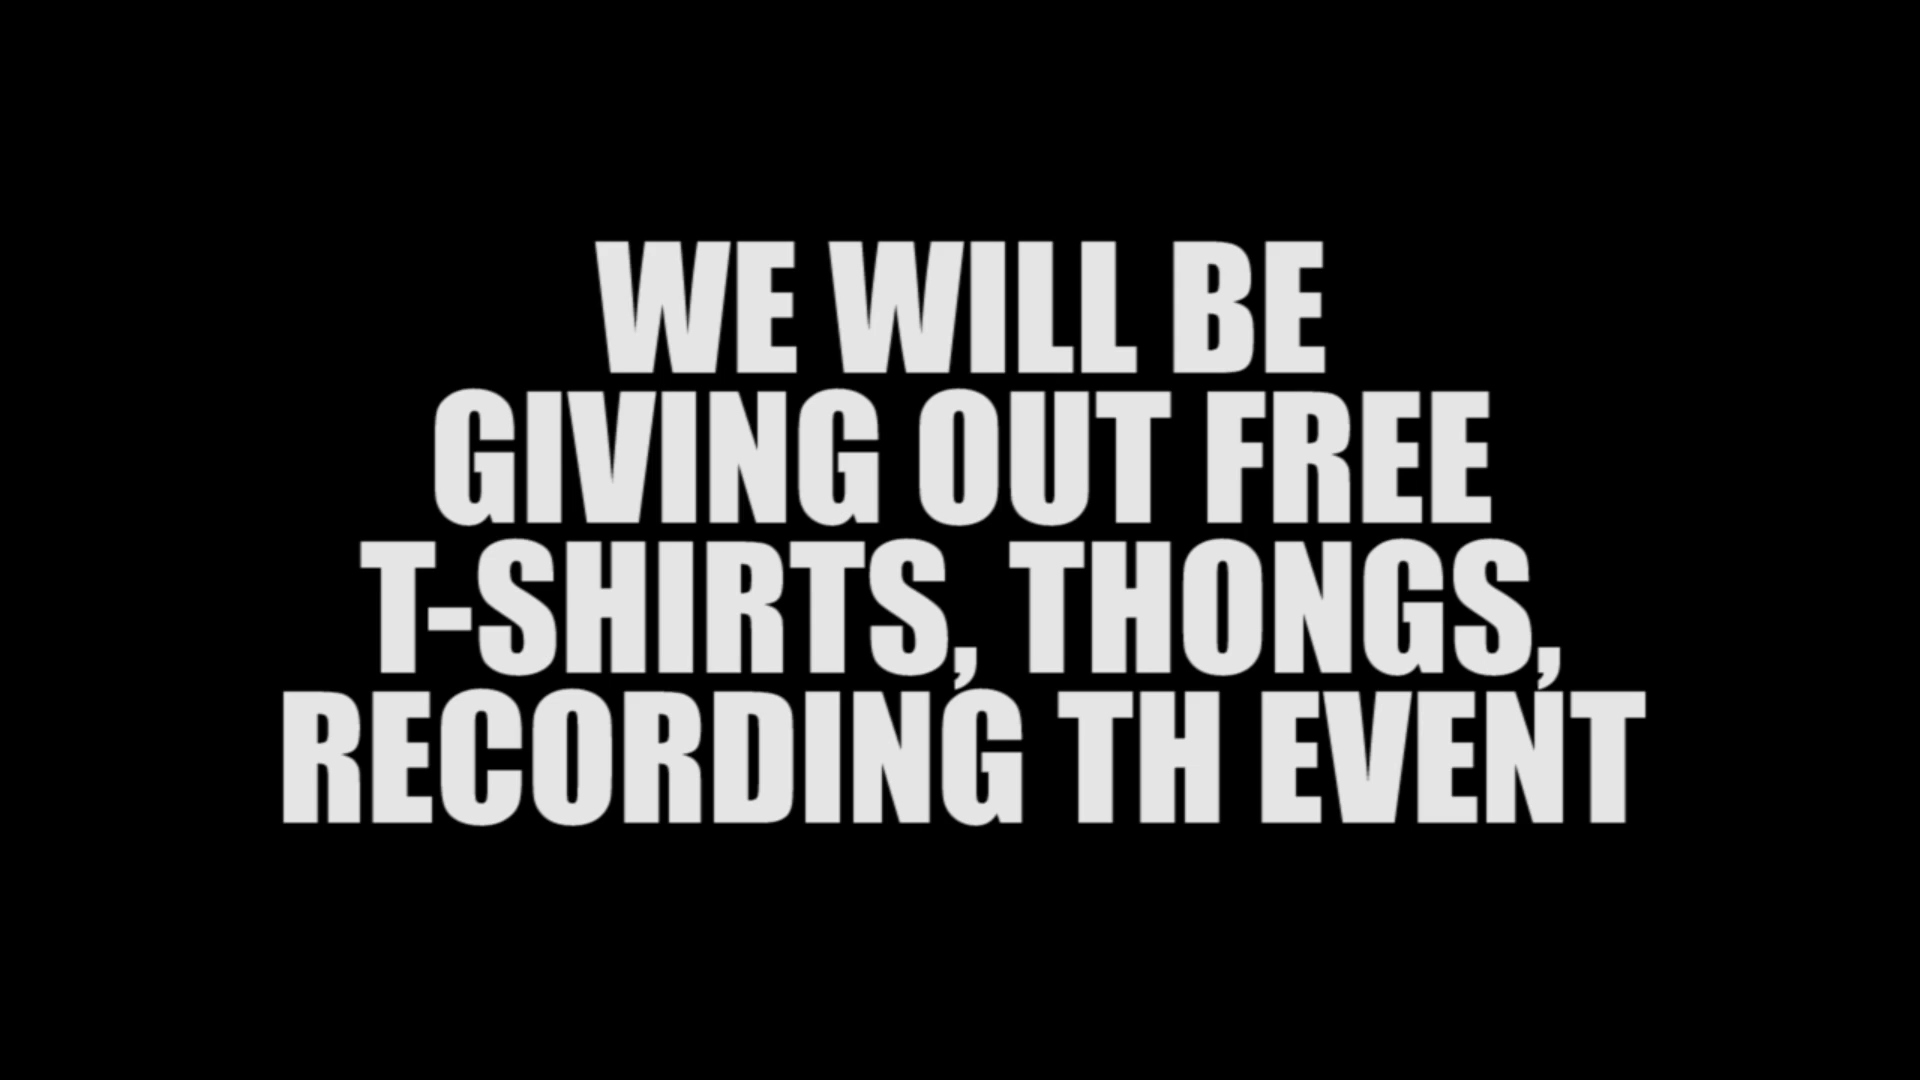 WE WILL BE
GIVING OUT FREE
T-SHIRTS, THONGS,
RECORDING TH EVENT